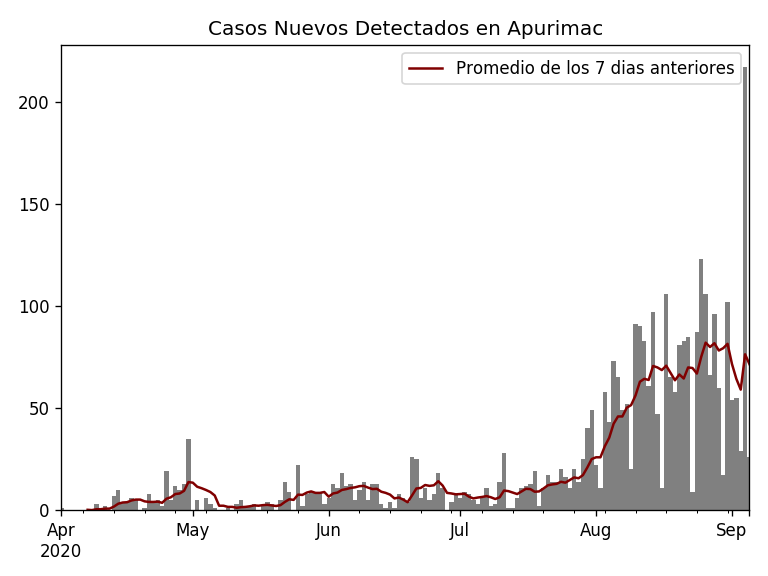 Casos Nuevos Detectados en Apurimac
Promedio de los 7 dias anteriores
200
150
100
50
0
Apr May Jun Jul Aug Sep
2020